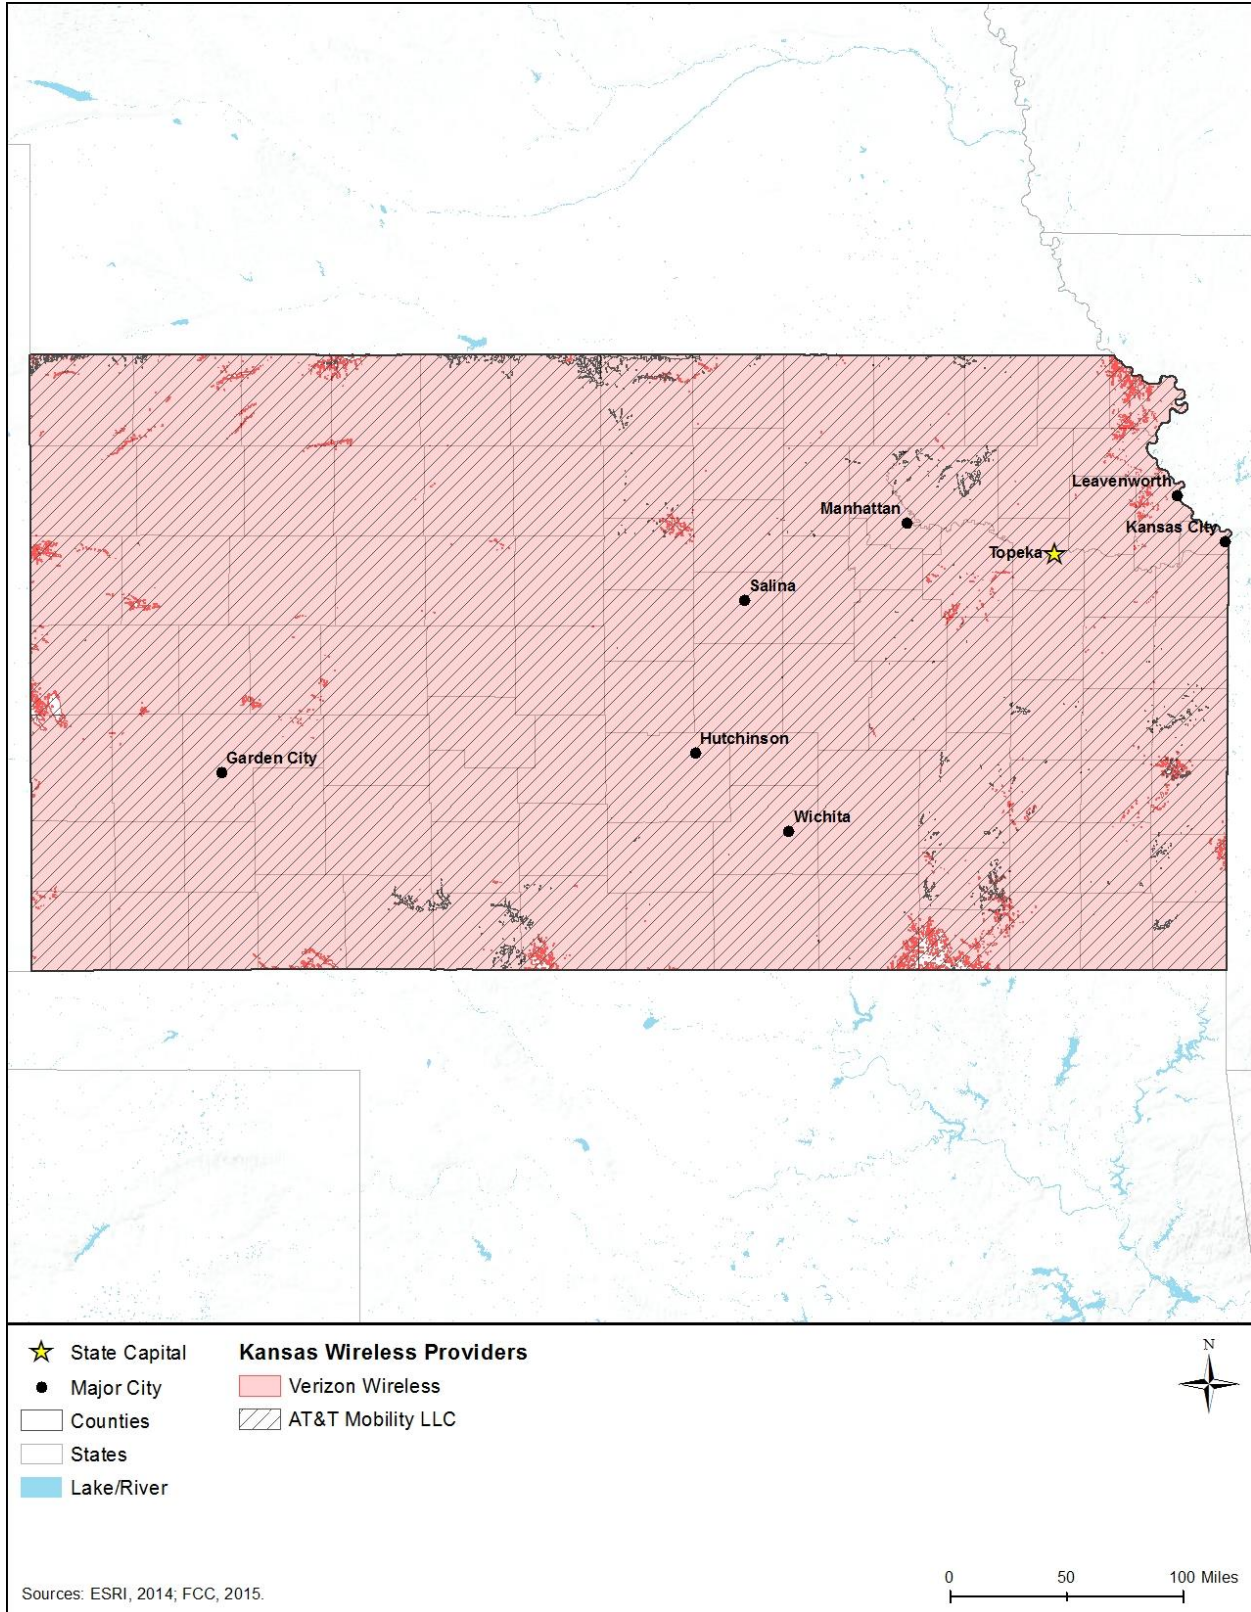 Leavenworth
Manhattan
Kansas City
Topeka
Salina
Hutchinson
Garden City
Wichita
State Capital
Major City
Counties
States
Lake/River
Kansas Wireless Providers
Verizon Wireless
AT&T Mobility LLC
N
0 50 100 Miles
Sources: ESRI, 2014; FCC, 2015.